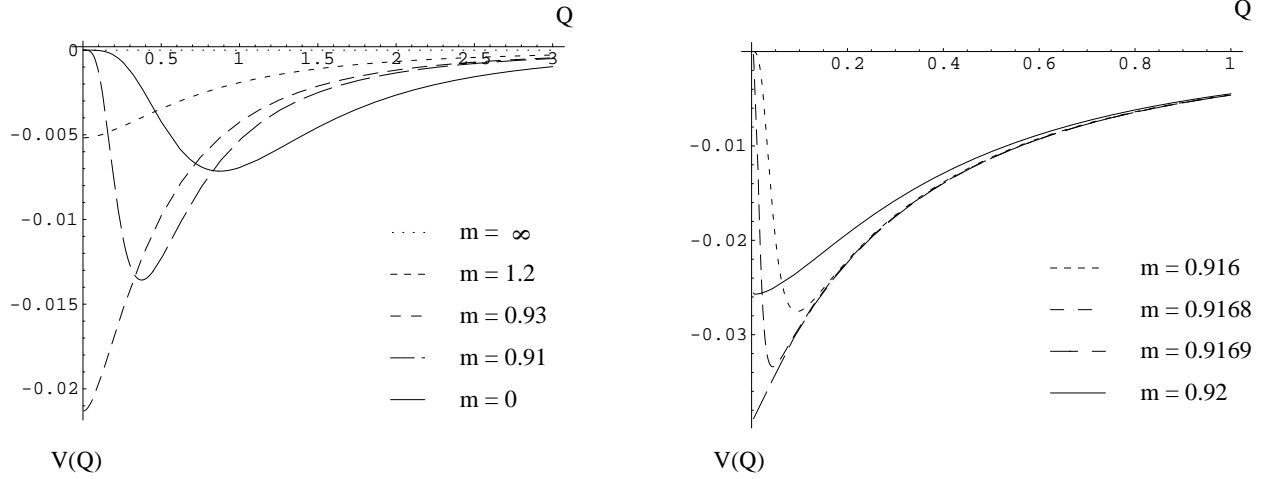 Q
0
0.5
1
1.5
2
2.5
3
-0.005
-0.01
-0.015
-0.02
m = ∞
m = 1.2
m = 0.93
m = 0.91
m = 0
V(Q)
Q
0.2
0.4
0.6
0.8
1
-0.01
-0.02
-0.03
m = 0.916
m = 0.9168
m = 0.9169
m = 0.92
V(Q)